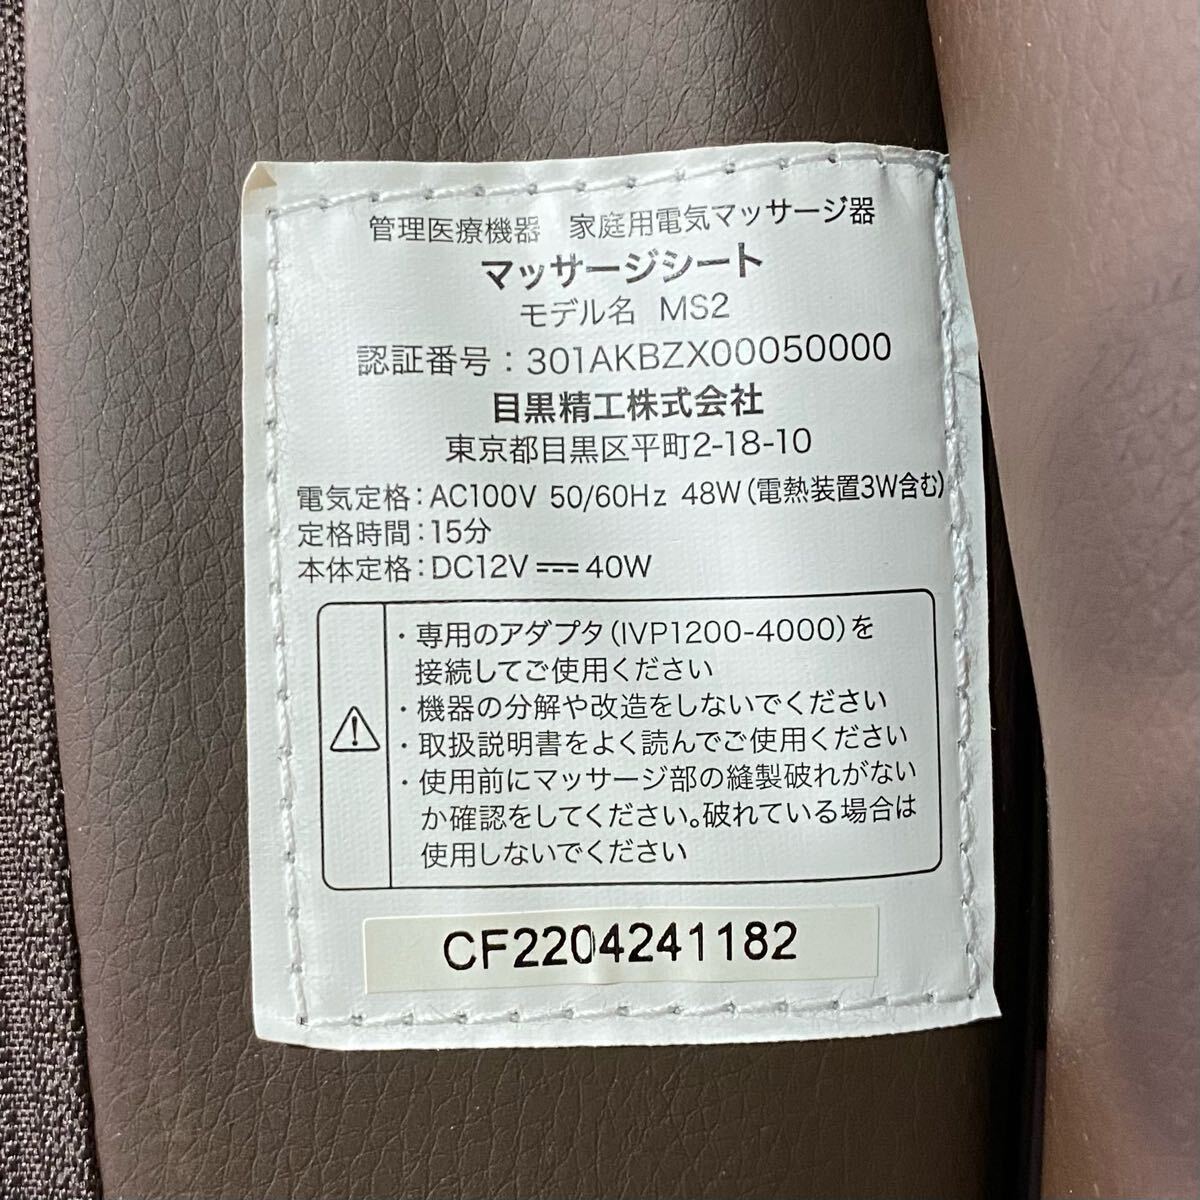 管理医療機器　家庭用電気マッサージ器
マッサージシート
モデル名　MS2
認証番号：301AKBZX00050000
目黒精工株式会社
東京都目黒区平町2-18-10
電気定格：AC100V 50/60Hz 48W（電熱装置3W含む）
定格時間：15分
本体定格：DC12V ⎓ 40W
・専用のアダプタ（IVP1200-4000）を
接続してご使用ください
・機器の分解や改造をしないでください
・取扱説明書をよく読んでご使用ください
・使用前にマッサージ部の縫製破れがない
か確認をしてください。破れている場合は
使用しないでください
CF2204241182